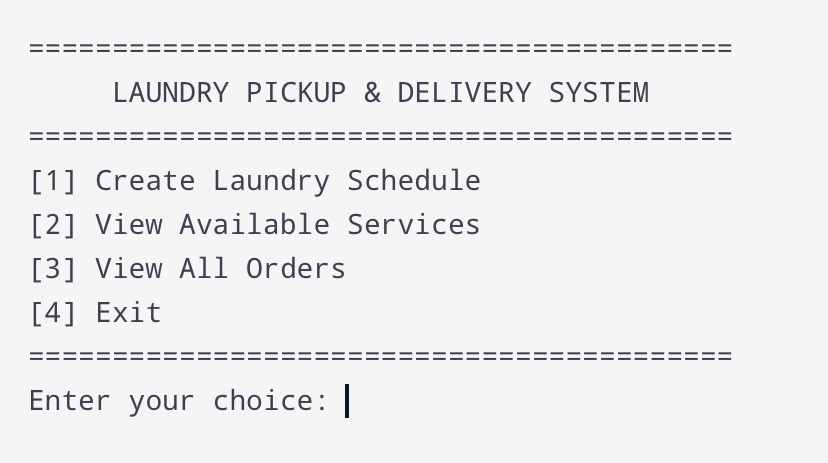 ==========================================
     LAUNDRY PICKUP & DELIVERY SYSTEM
==========================================
[1] Create Laundry Schedule
[2] View Available Services
[3] View All Orders
[4] Exit
==========================================
Enter your choice: